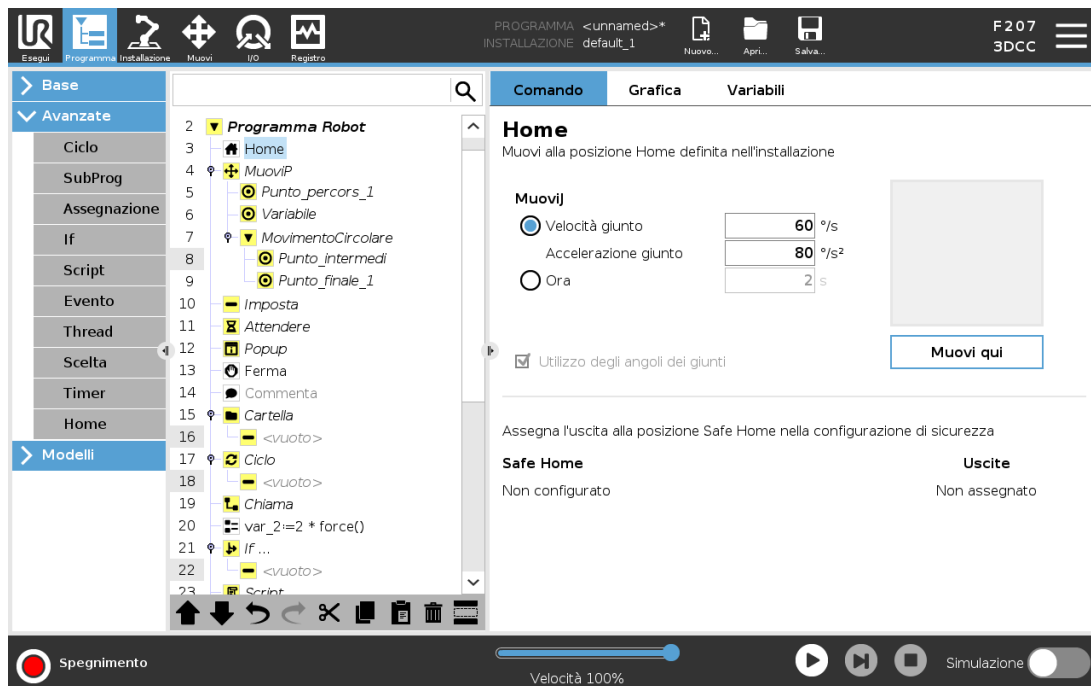 PROGRAMMA <unnamed>*
INSTALLAZIONE default_1
Esegui
Programma
Installazione
Muovi
I/O
Registro
Nuovo...
Apri...
Salva...
F207
3DCC
Base
Avanzate
Ciclo
SubProg
Assegnazione
If
Script
Evento
Thread
Scelta
Timer
Home
Modelli
2 Programma Robot
3 Home
4 MuoviP
5 Punto_percors_1
6 Variabile
7 MovimentoCircolare
8 Punto_intermedi
9 Punto_finale_1
10 Imposta
11 Attendere
12 Popup
13 Ferma
14 Commenta
15 Cartella
16 <vuoto>
17 Ciclo
18 <vuoto>
19 Chiama
20 var_2:=2 * force()
21 If ...
22 <vuoto>
23 Script
Comando
Grafica
Variabili
Home
Muovi alla posizione Home definita nell'installazione
MuoviJ
Velocità giunto 60 °/s
Accelerazione giunto 80 °/s²
Ora 2 s
Utilizzo degli angoli dei giunti
Muovi qui
Assegna l'uscita alla posizione Safe Home nella configurazione di sicurezza
Safe Home
Uscite
Non configurato
Non assegnato
Spegnimento
Velocità 100%
Simulazione